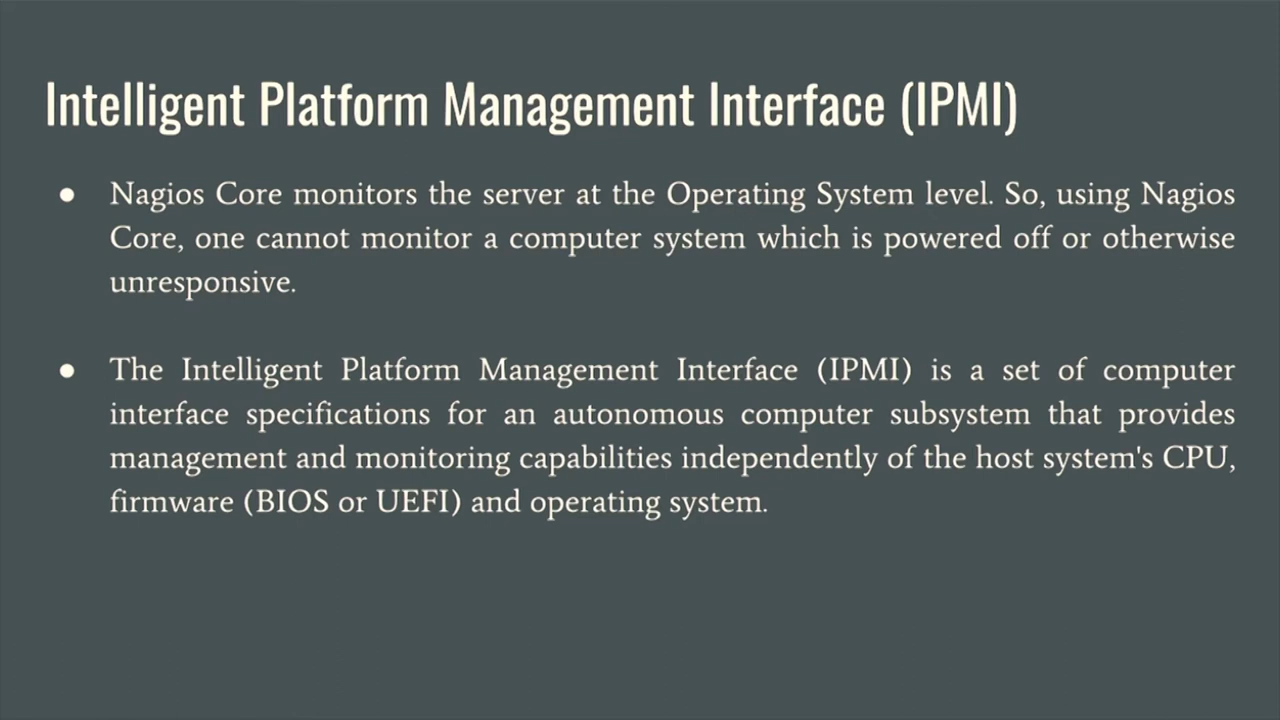 Intelligent Platform Management Interface (IPMI)
● Nagios Core monitors the server at the Operating System level. So, using Nagios
Core, one cannot monitor a computer system which is powered off or otherwise
unresponsive.
● The Intelligent Platform Management Interface (IPMI) is a set of computer
interface specifications for an autonomous computer subsystem that provides
management and monitoring capabilities independently of the host system's CPU,
firmware (BIOS or UEFI) and operating system.